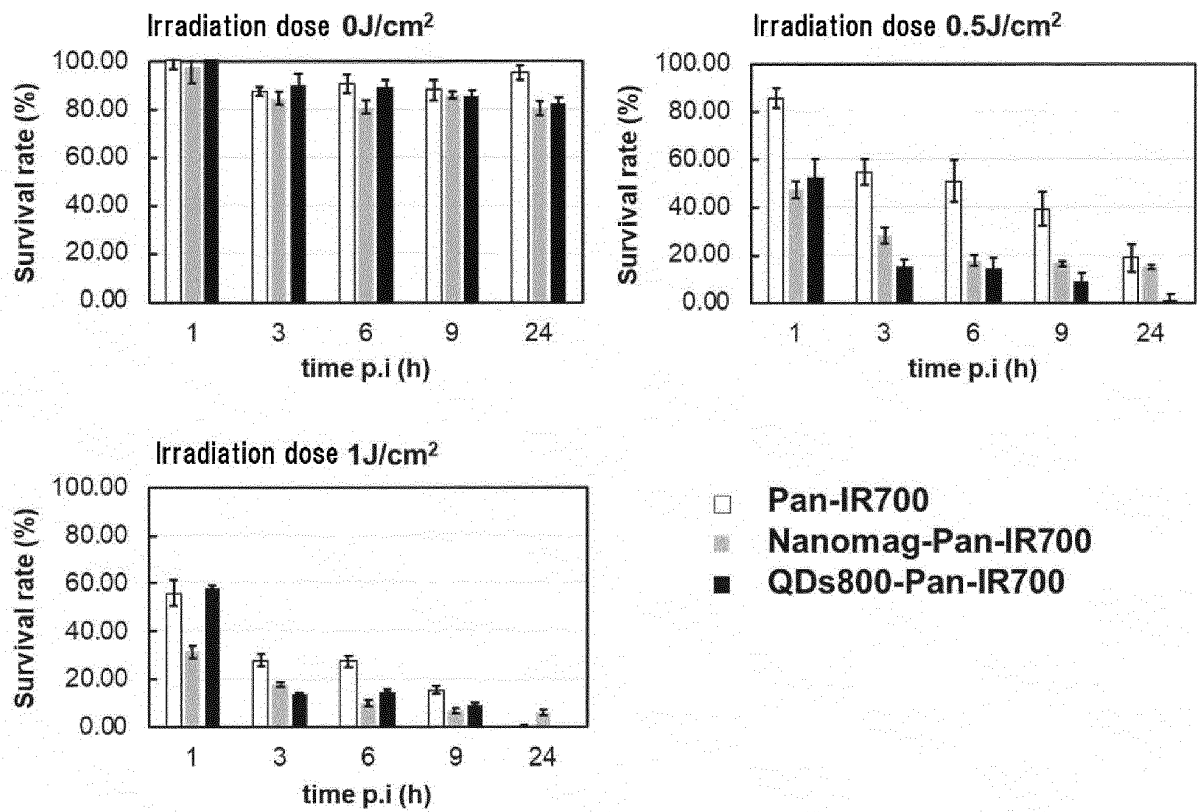 Irradiation dose 0J/cm²
Survival rate (%)
100.00
80.00
60.00
40.00
20.00
0.00
1 3 6 9 24
time p.i (h)
Irradiation dose 0.5J/cm²
Survival rate (%)
100.00
80.00
60.00
40.00
20.00
0.00
1 3 6 9 24
time p.i (h)
Irradiation dose 1J/cm²
Survival rate (%)
100.00
80.00
60.00
40.00
20.00
0.00
1 3 6 9 24
time p.i (h)
Pan-IR700
Nanomag-Pan-IR700
QDs800-Pan-IR700